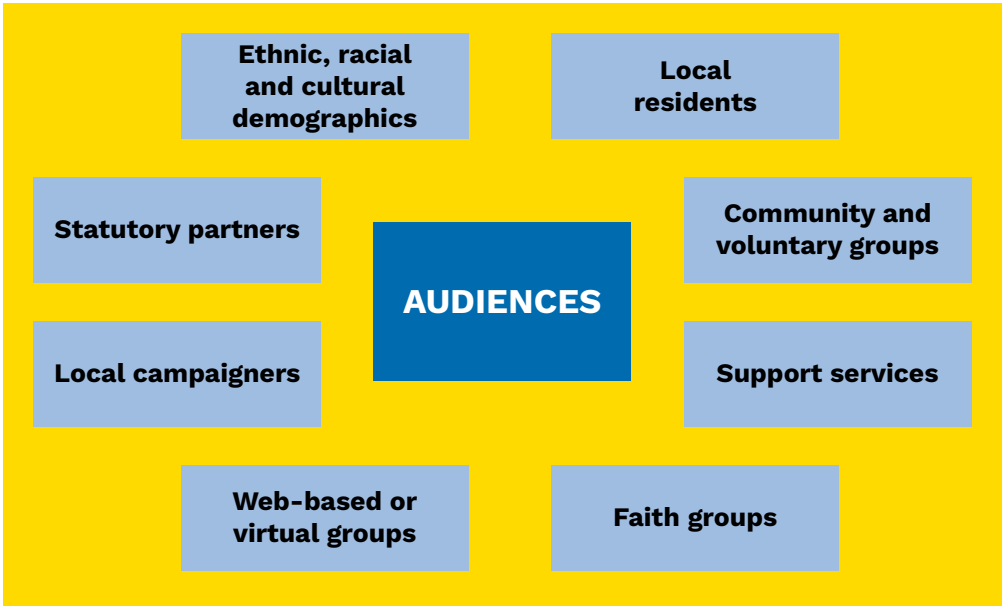 Ethnic, racial
and cultural
demographics
Local
residents
Statutory partners
Community and
voluntary groups
AUDIENCES
Local campaigners
Support services
Web-based or
virtual groups
Faith groups